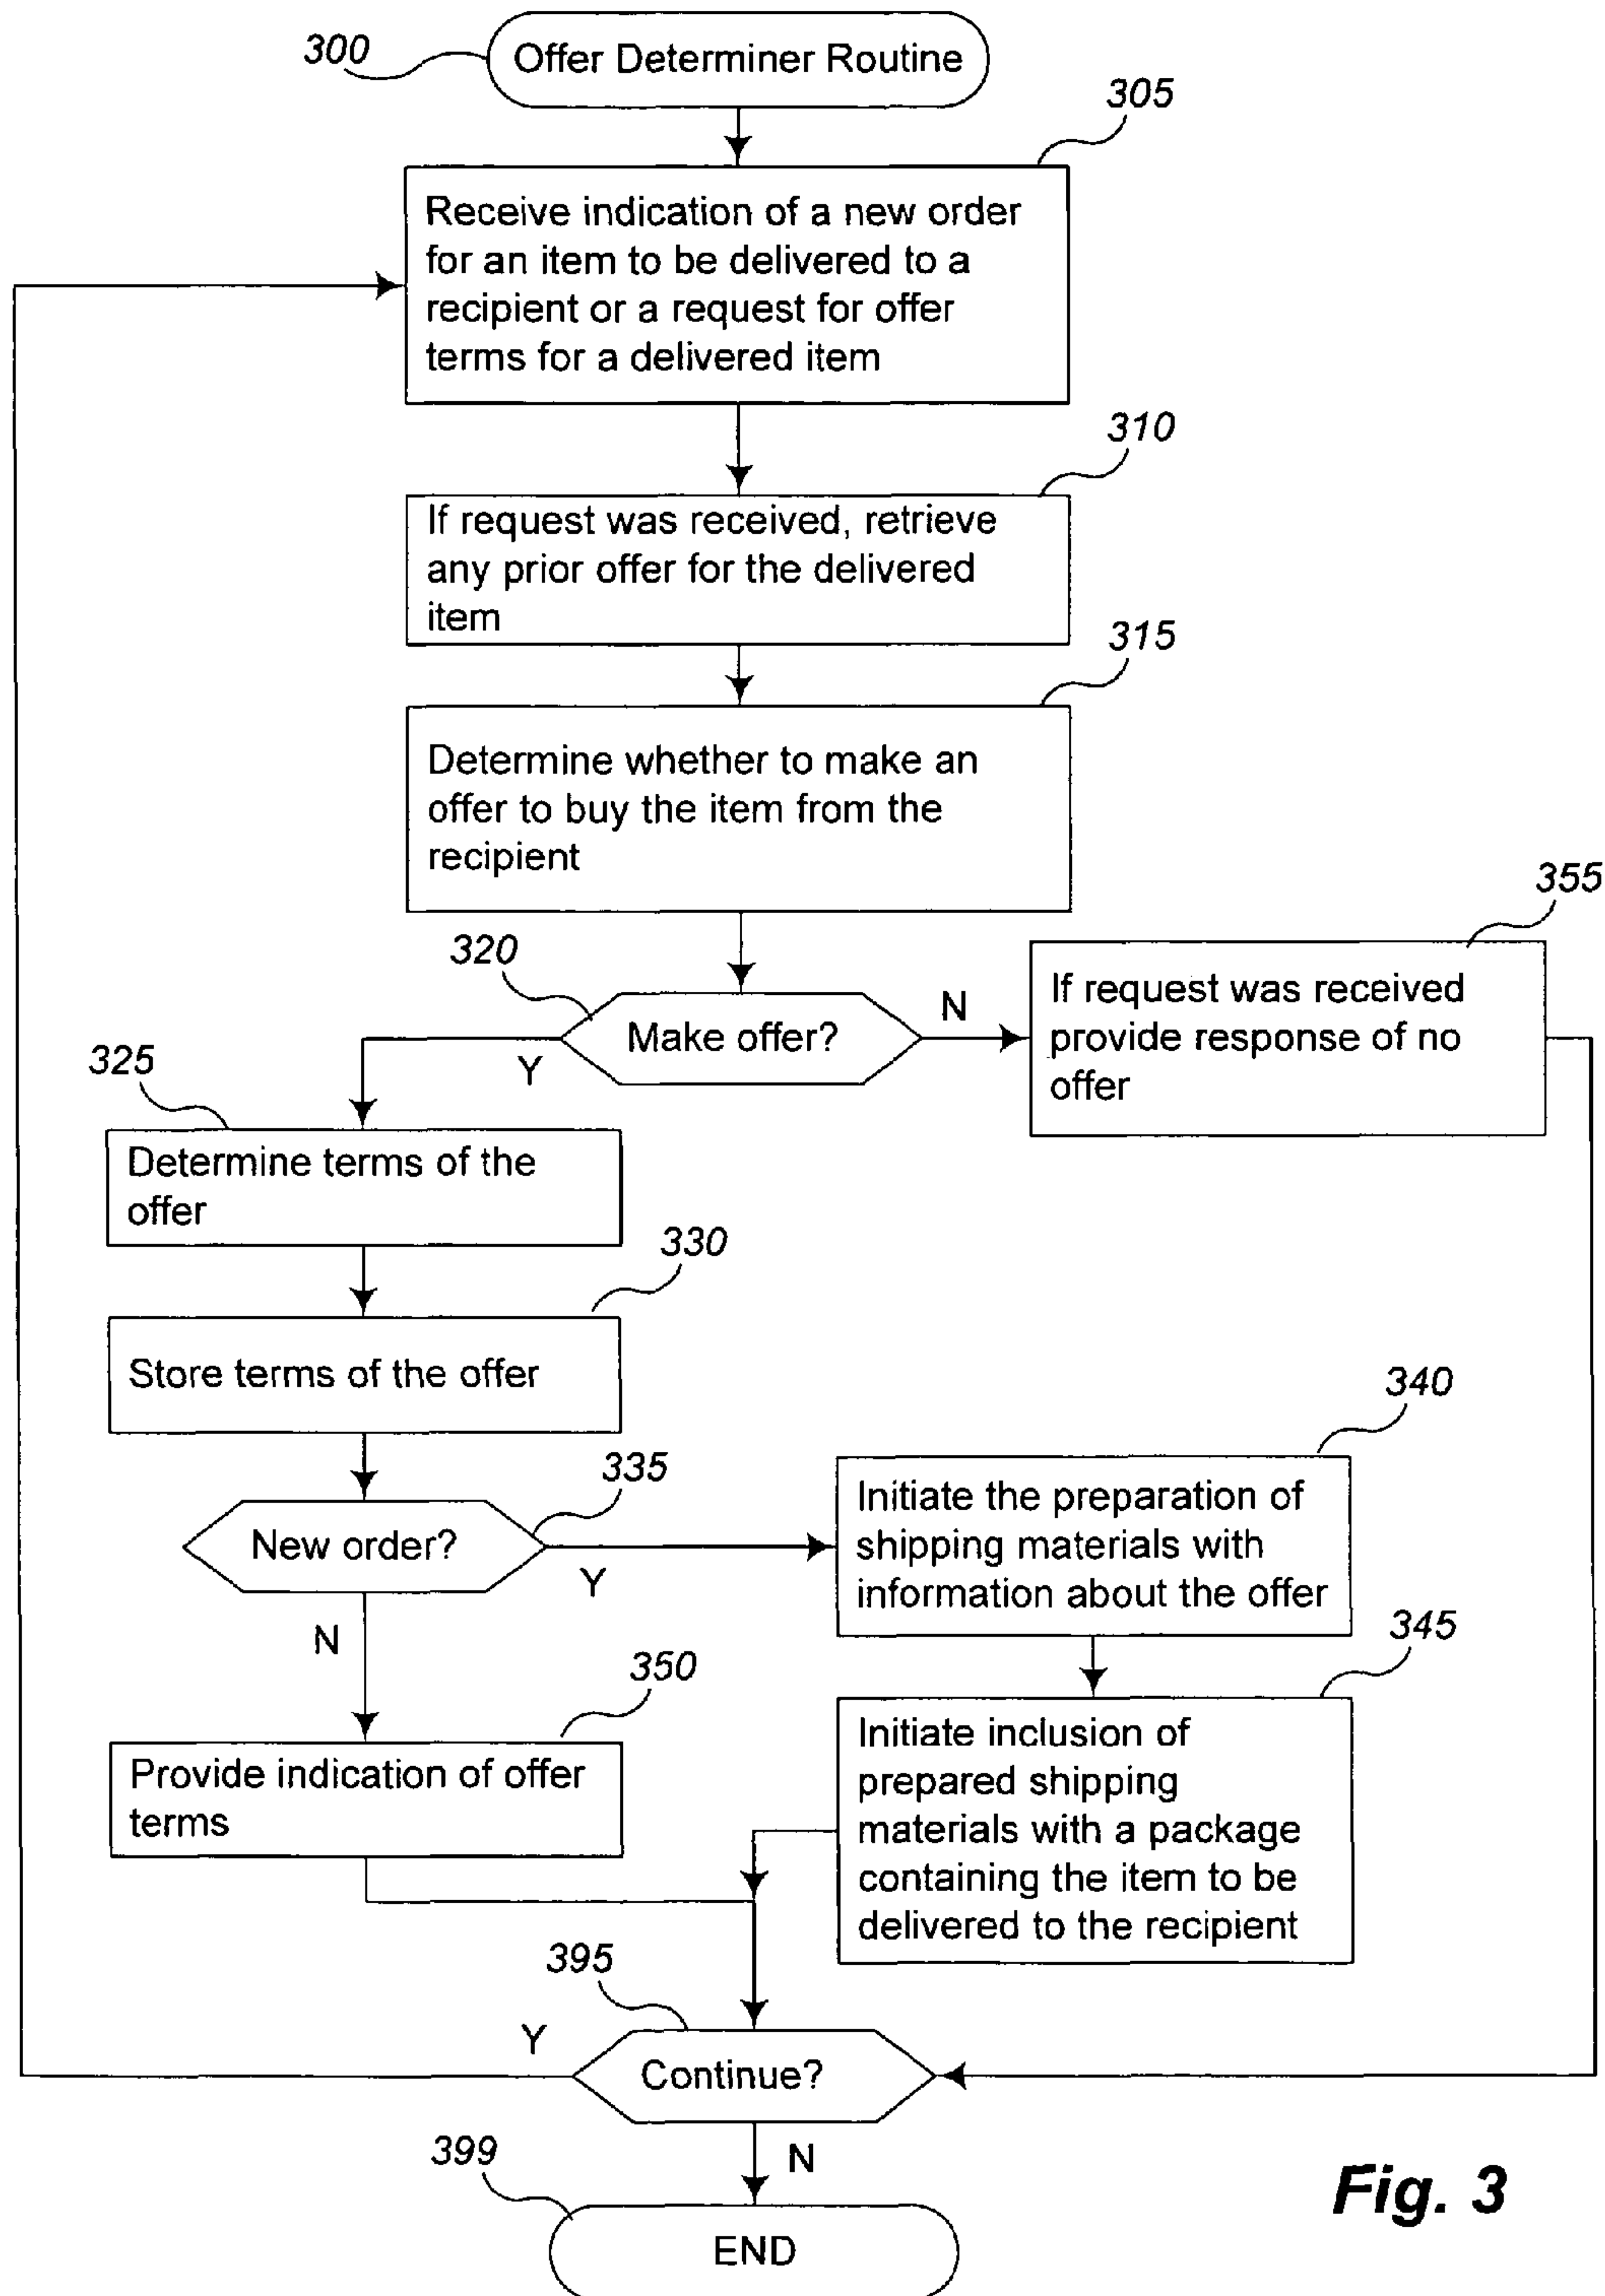 300
Offer Determiner Routine
305
Receive indication of a new order
for an item to be delivered to a
recipient or a request for offer
terms for a delivered item
310
If request was received, retrieve
any prior offer for the delivered
item
315
Determine whether to make an
offer to buy the item from the
recipient
355
320
Make offer?
N
Y
If request was received
provide response of no
offer
325
Determine terms of the
offer
330
Store terms of the offer
340
335
New order?
Y
N
Initiate the preparation of
shipping materials with
information about the offer
345
350
Provide indication of offer
terms
Initiate inclusion of
prepared shipping
materials with a package
containing the item to be
delivered to the recipient
395
Y
Continue?
N
399
END
Fig. 3